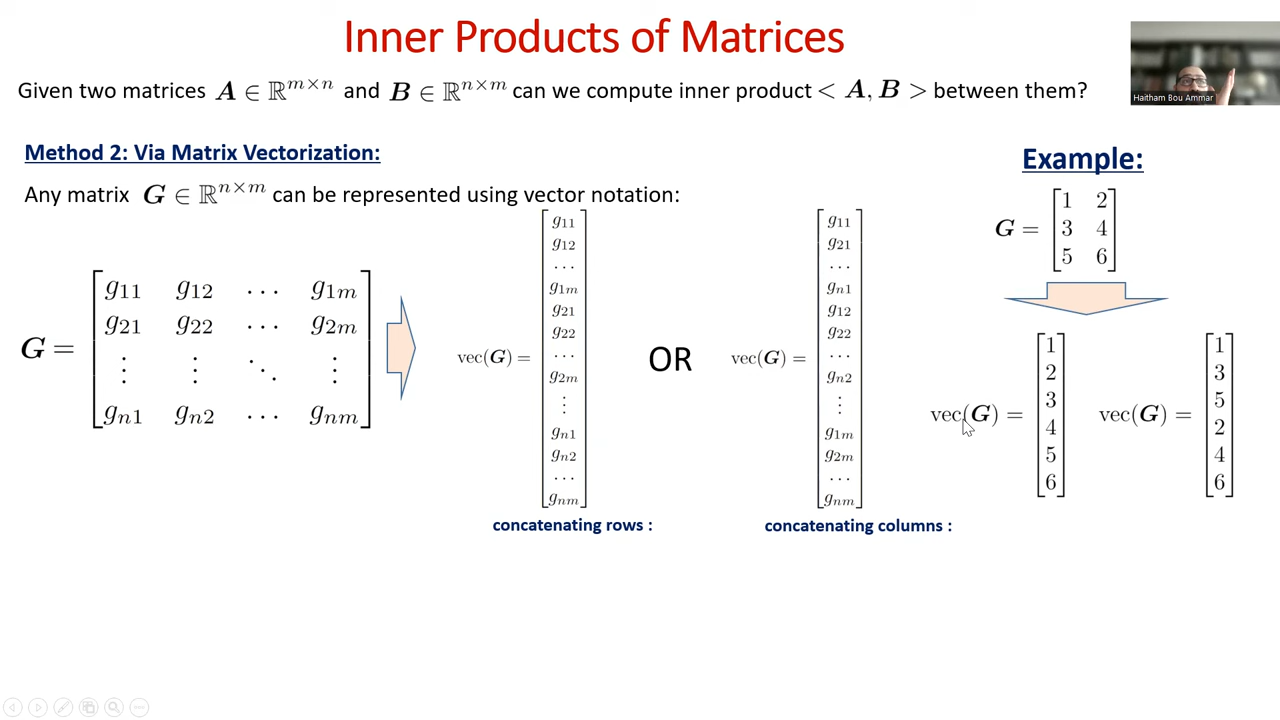 Inner Products of Matrices
Haitham Bou Ammar
Given two matrices A ∈ ℝ^{m×n} and B ∈ ℝ^{n×m} can we compute inner product < A, B > between them?
Method 2: Via Matrix Vectorization:
Any matrix G ∈ ℝ^{n×m} can be represented using vector notation:
G = [g₁₁ g₁₂ ⋯ g₁ₘ
g₂₁ g₂₂ ⋯ g₂ₘ
⋮ ⋮ ⋱ ⋮
gₙ₁ gₙ₂ ⋯ gₙₘ]
vec(G) = [g₁₁
g₁₂
⋯
g₁ₘ
g₂₁
g₂₂
⋯
g₂ₘ
⋮
gₙ₁
gₙ₂
⋯
gₙₘ]
concatenating rows :
OR
vec(G) = [g₁₁
g₂₁
⋯
gₙ₁
g₁₂
g₂₂
⋯
gₙ₂
⋮
g₁ₘ
g₂ₘ
⋯
gₙₘ]
concatenating columns :
Example:
G = [1 2
3 4
5 6]
vec(G) = [1
2
3
4
5
6]
vec(G) = [1
3
5
2
4
6]